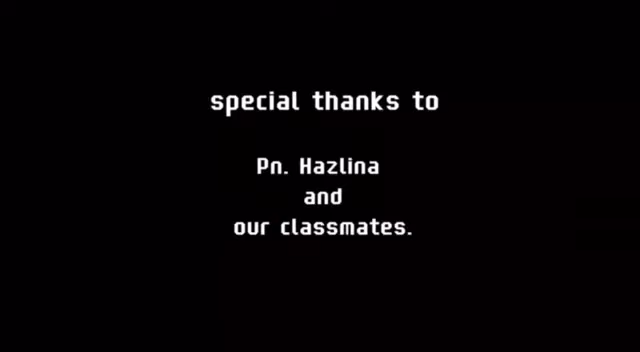 special thanks to
Pn. Hazlina
and
our classmates.